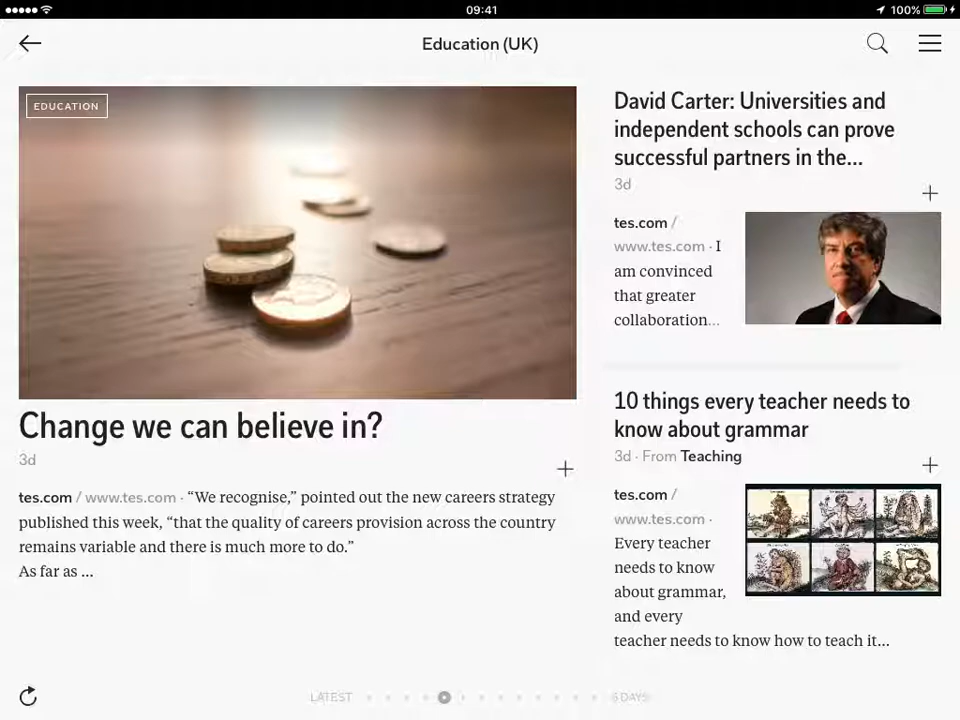 09:41
100%
Education (UK)
EDUCATION
Change we can believe in?
3d
tes.com / www.tes.com · “We recognise,” pointed out the new careers strategy
published this week, “that the quality of careers provision across the country
remains variable and there is much more to do.”
As far as ...
David Carter: Universities and
independent schools can prove
successful partners in the...
3d
tes.com /
www.tes.com · I
am convinced
that greater
collaboration...
10 things every teacher needs to
know about grammar
3d · From Teaching
tes.com /
www.tes.com ·
Every teacher
needs to know
about grammar,
and every
teacher needs to know how to teach it...
LATEST
6 DAYS